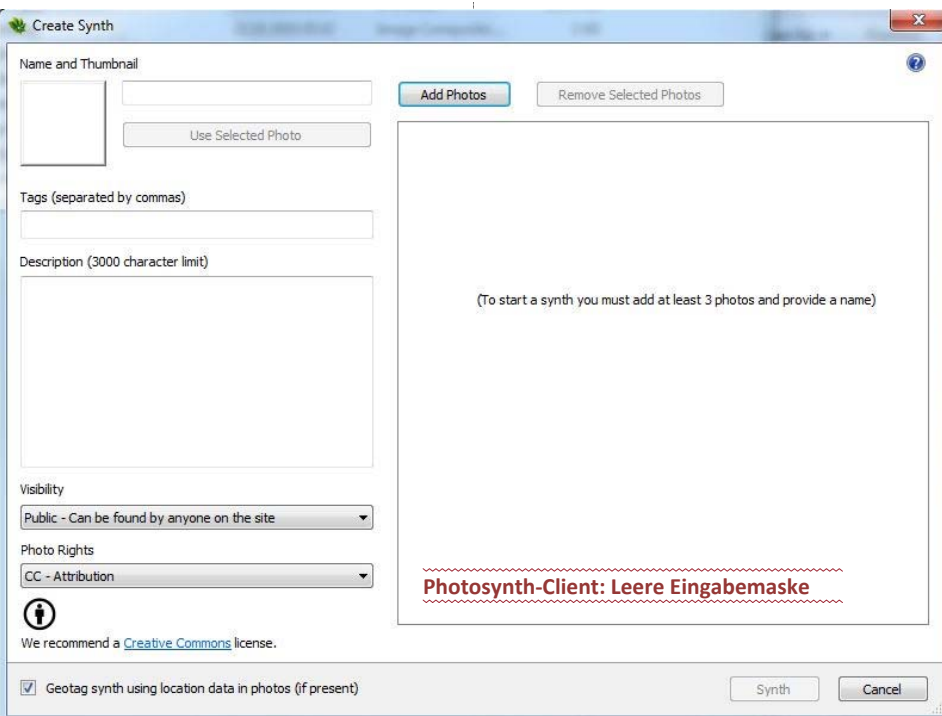 Create Synth
Name and Thumbnail
Use Selected Photo
Tags (separated by commas)
Description (3000 character limit)
Visibility
Public - Can be found by anyone on the site
Photo Rights
CC - Attribution
We recommend a Creative Commons license.
Add Photos
Remove Selected Photos
(To start a synth you must add at least 3 photos and provide a name)
Photosynth-Client: Leere Eingabemaske
Geotag synth using location data in photos (if present)
Synth
Cancel